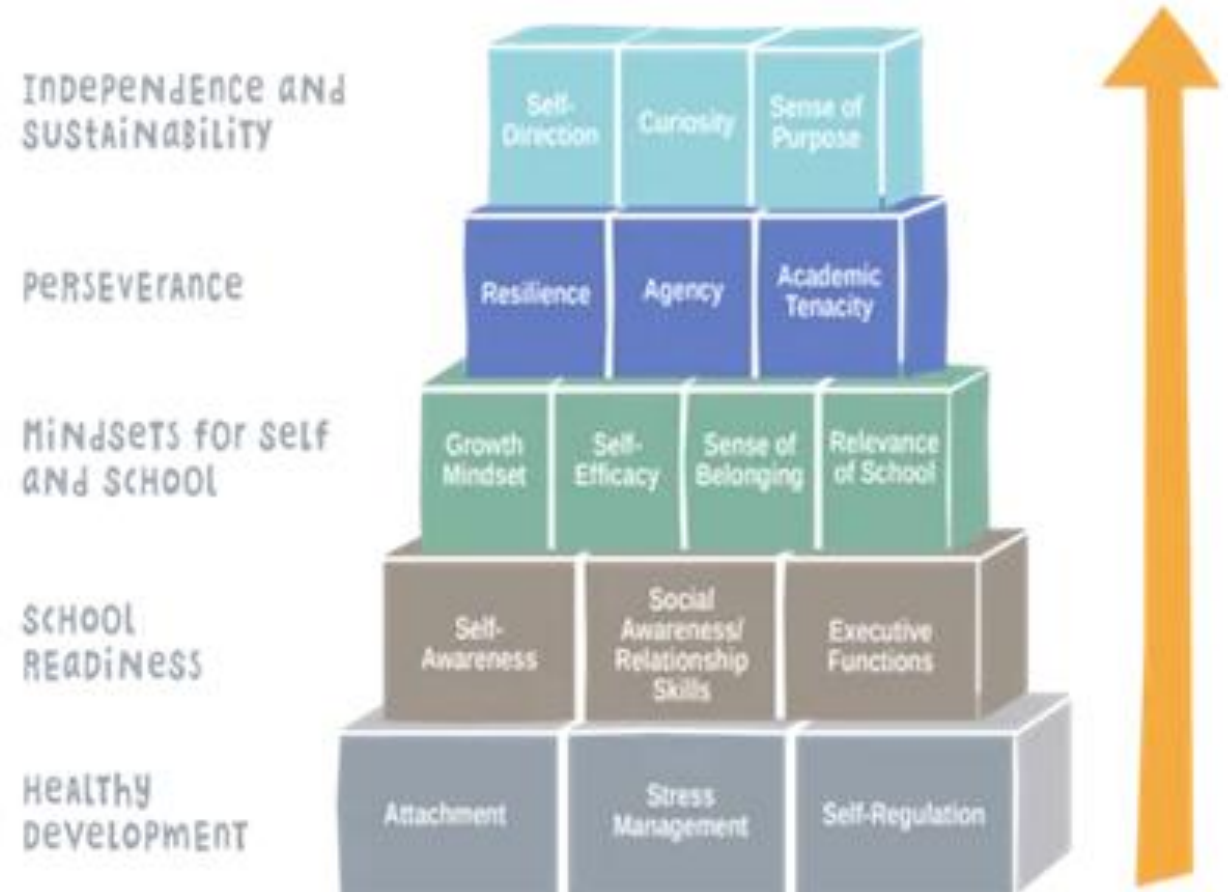 Independence and
Sustainability
Self-
Direction
Curiosity
Sense of
Purpose
Perseverance
Resilience
Agency
Academic
Tenacity
Mindsets for Self
and School
Growth
Mindset
Self-
Efficacy
Sense of
Belonging
Relevance
of School
School
Readiness
Self-
Awareness
Social
Awareness/
Relationship
Skills
Executive
Functions
Healthy
Development
Attachment
Stress
Management
Self-Regulation